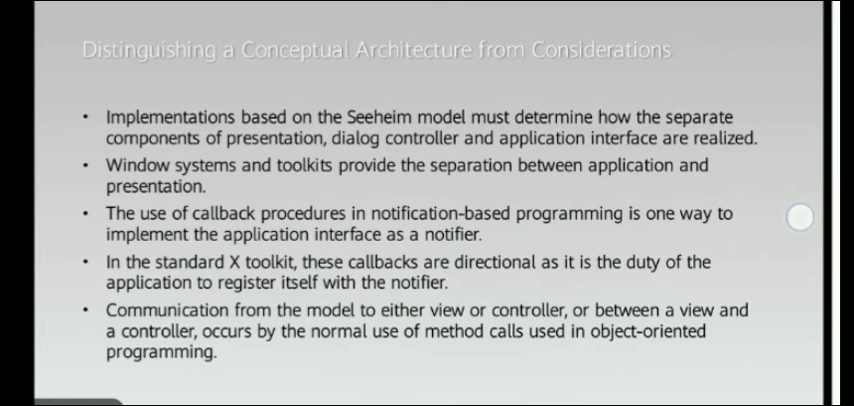 Distinguishing a Conceptual Architecture from Considerations
• Implementations based on the Seeheim model must determine how the separate
components of presentation, dialog controller and application interface are realized.
• Window systems and toolkits provide the separation between application and
presentation.
• The use of callback procedures in notification-based programming is one way to
implement the application interface as a notifier.
• In the standard X toolkit, these callbacks are directional as it is the duty of the
application to register itself with the notifier.
• Communication from the model to either view or controller, or between a view and
a controller, occurs by the normal use of method calls used in object-oriented
programming.